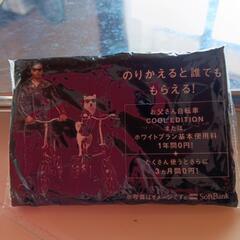 のりかえると誰でも
もらえる!
お父さん自転車
COOL EDITION
または
ホワイトプラン基本使用料
1年間0円!
たくさん使うとさらに
3ヵ月間0円!
※写真はイメージです。
SoftBank